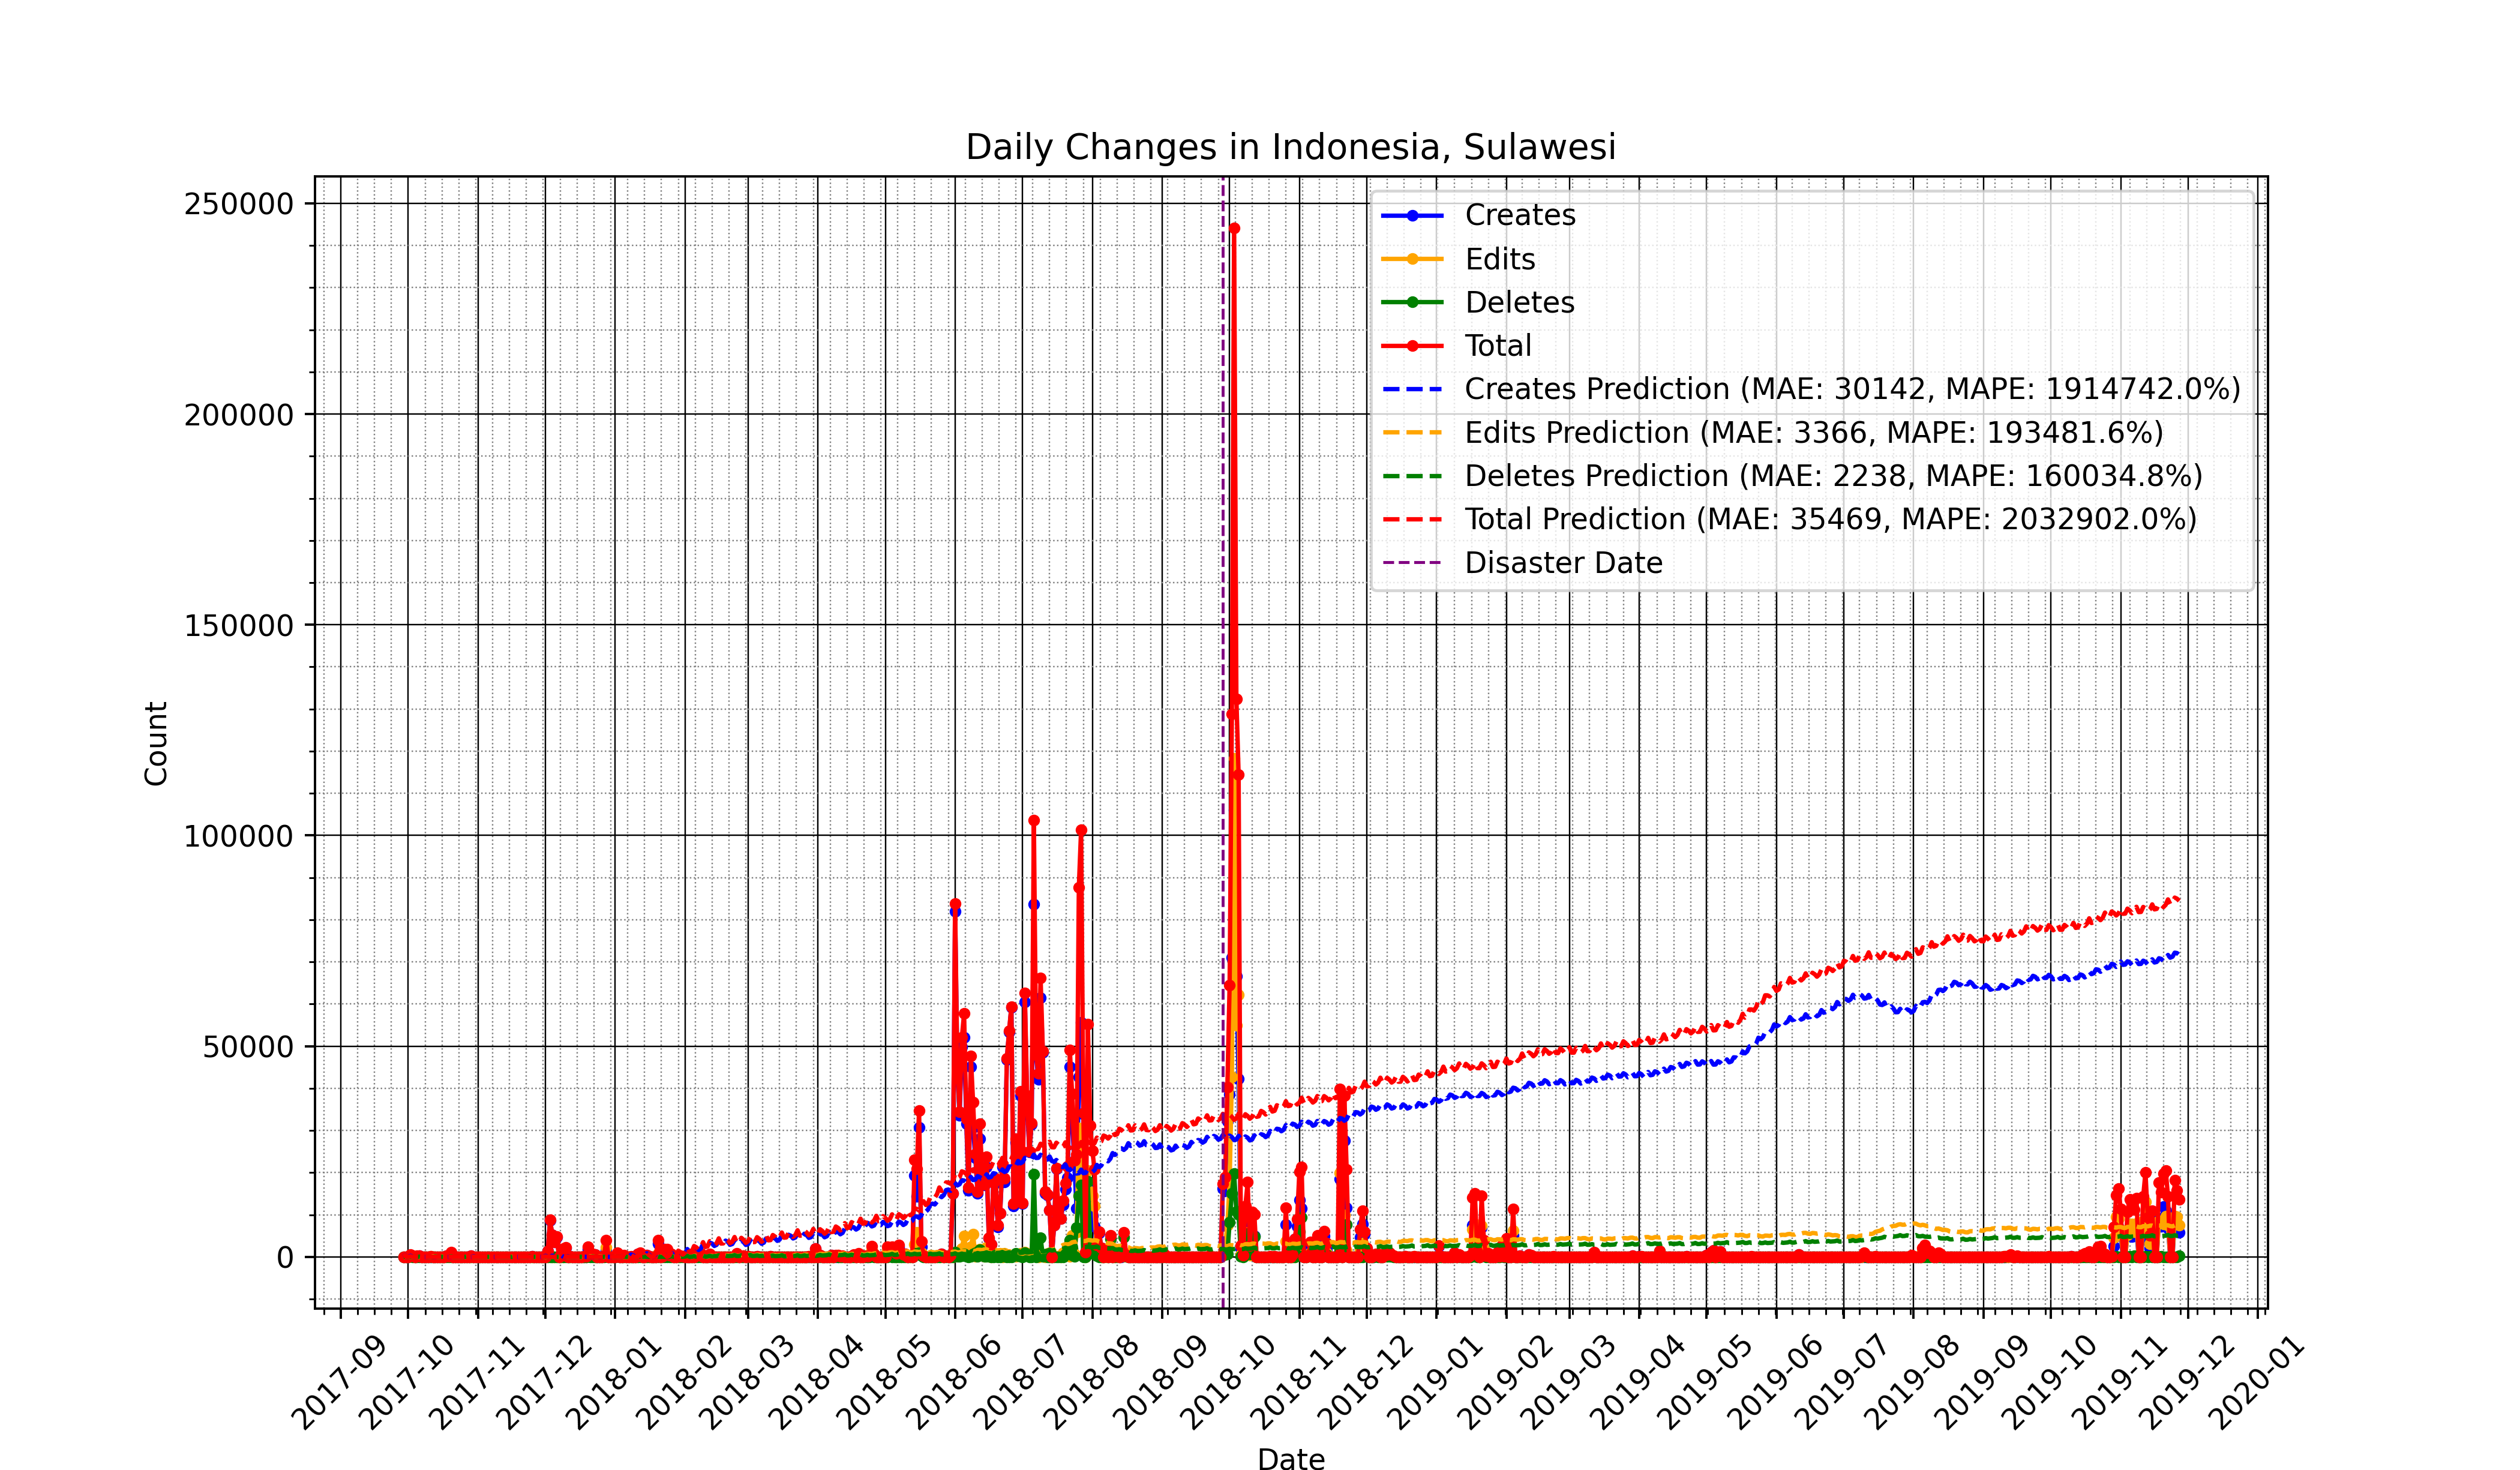 Daily Changes in Indonesia, Sulawesi
250000
200000
150000
100000
50000
0
Count
Creates
Edits
Deletes
Total
Creates Prediction (MAE: 30142, MAPE: 1914742.0%)
Edits Prediction (MAE: 3366, MAPE: 193481.6%)
Deletes Prediction (MAE: 2238, MAPE: 160034.8%)
Total Prediction (MAE: 35469, MAPE: 2032902.0%)
Disaster Date
2017-09
2017-10
2017-11
2017-12
2018-01
2018-02
2018-03
2018-04
2018-05
2018-06
2018-07
2018-08
2018-09
2018-10
2018-11
2018-12
2019-01
2019-02
2019-03
2019-04
2019-05
2019-06
2019-07
2019-08
2019-09
2019-10
2019-11
2019-12
2020-01
Date